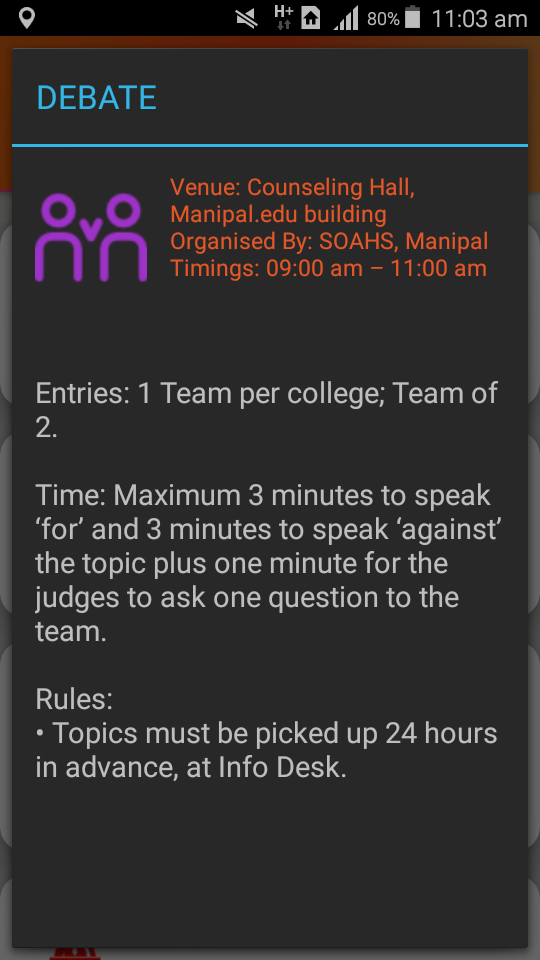 H+ 80% 11:03 am
DEBATE
Venue: Counseling Hall,
Manipal.edu building
Organised By: SOAHS, Manipal
Timings: 09:00 am – 11:00 am
Entries: 1 Team per college; Team of
2.
Time: Maximum 3 minutes to speak
‘for’ and 3 minutes to speak ‘against’
the topic plus one minute for the
judges to ask one question to the
team.
Rules:
• Topics must be picked up 24 hours
in advance, at Info Desk.